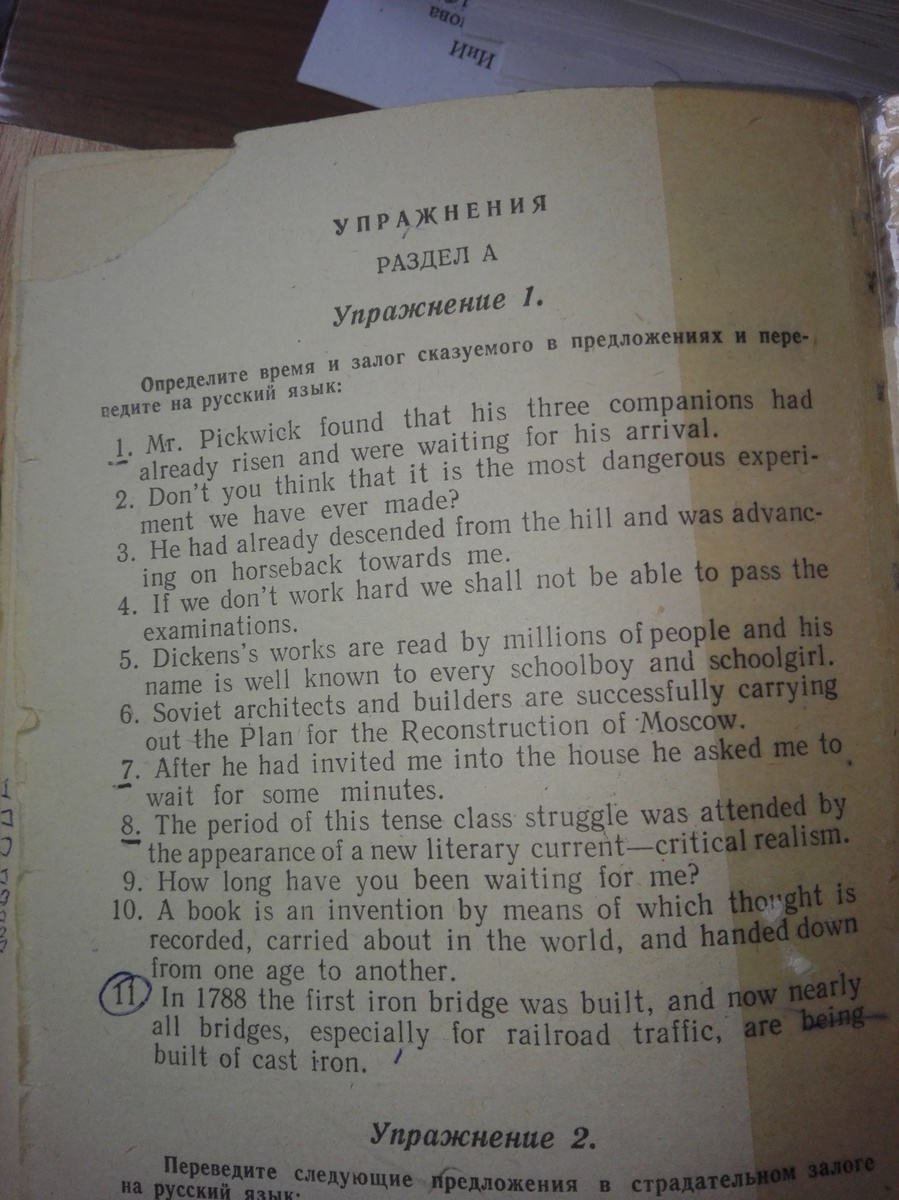 ова
ИиИ
УПРАЖНЕНИЯ
РАЗДЕЛ А
Упражнение 1.
Определите время и залог сказуемого в предложениях и пере-
ведите на русский язык:
1. Mr. Pickwick found that his three companions had
already risen and were waiting for his arrival.
2. Don't you think that it is the most dangerous experi-
ment we have ever made?
3. He had already descended from the hill and was advanc-
ing on horseback towards me.
4. If we don't work hard we shall not be able to pass the
examinations.
5. Dickens's works are read by millions of people and his
name is well known to every schoolboy and schoolgirl.
6. Soviet architects and builders are successfully carrying
out the Plan for the Reconstruction of Moscow.
7. After he had invited me into the house he asked me to
wait for some minutes.
8. The period of this tense class struggle was attended by
the appearance of a new literary current—critical realism.
9. How long have you been waiting for me?
10. A book is an invention by means of which thought is
recorded, carried about in the world, and handed down
from one age to another.
11. In 1788 the first iron bridge was built, and now nearly
all bridges, especially for railroad traffic, are being
built of cast iron.
Упражнение 2.
Переведите следующие предложения в страдательном залоге
на русский язык: